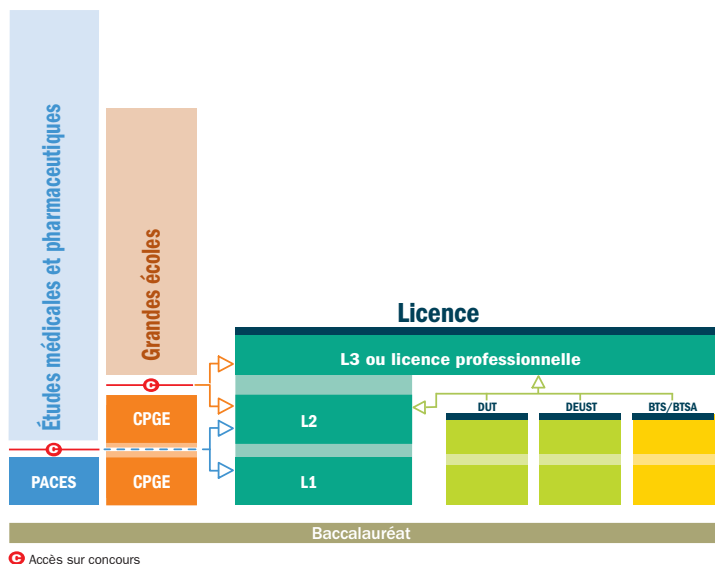 Études médicales et pharmaceutiques
Grandes écoles
Licence
L3 ou licence professionnelle
C
CPGE
L2
DUT
DEUST
BTS/BTSA
C
PACES
CPGE
L1
Baccalauréat
C Accès sur concours